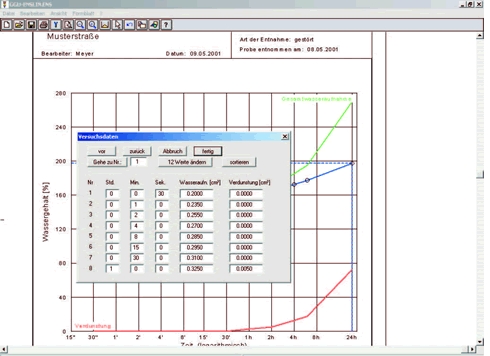 GGU-ENSLIN.EXE
Datei Bearbeiten Ansicht Formblatt ?
Musterstraße
Bearbeiter: Meyer Datum: 09.05.2001
Art der Entnahme: gestört
Probe entnommen am: 08.05.2001
280
240
200
160
120
80
40
0
Wassergehalt [%]
Versuchsdaten
vor zurück Abbruch fertig
Gehe zu Nr.: 1 12 Werte ändern sortieren
Nr Std. Min. Sek. Wasseraufn. [cm³] Verdunstung [cm³]
1 0 0 30 0.2000 0.0000
2 0 1 0 0.2350 0.0000
3 0 2 0 0.2550 0.0000
4 0 4 0 0.2700 0.0000
5 0 8 0 0.2850 0.0000
6 0 15 0 0.2950 0.0000
7 0 30 0 0.3100 0.0000
8 1 0 0 0.3250 0.0050
Verdunstung
15" 30" 1' 2' 4' 8' 15' 30' 1h 2h 4h 8h 24h
Zeit (logarithmisch)